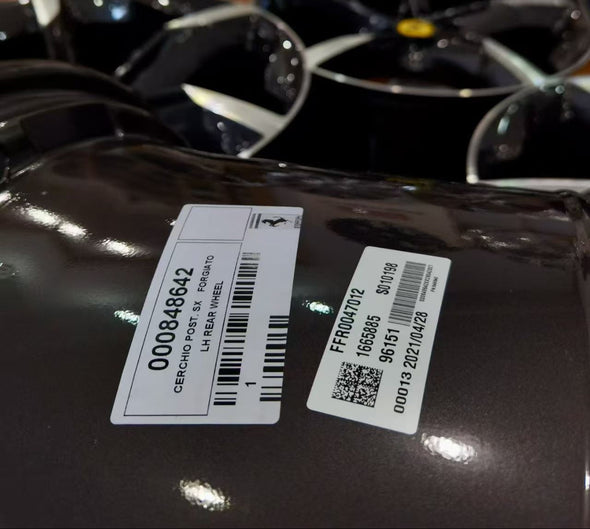 000848642
CERCHIO POST. SX FORGIATO
LH REAR WHEEL
1
FFR0047012
1665885 S010198
96151
00013 2021/04/28